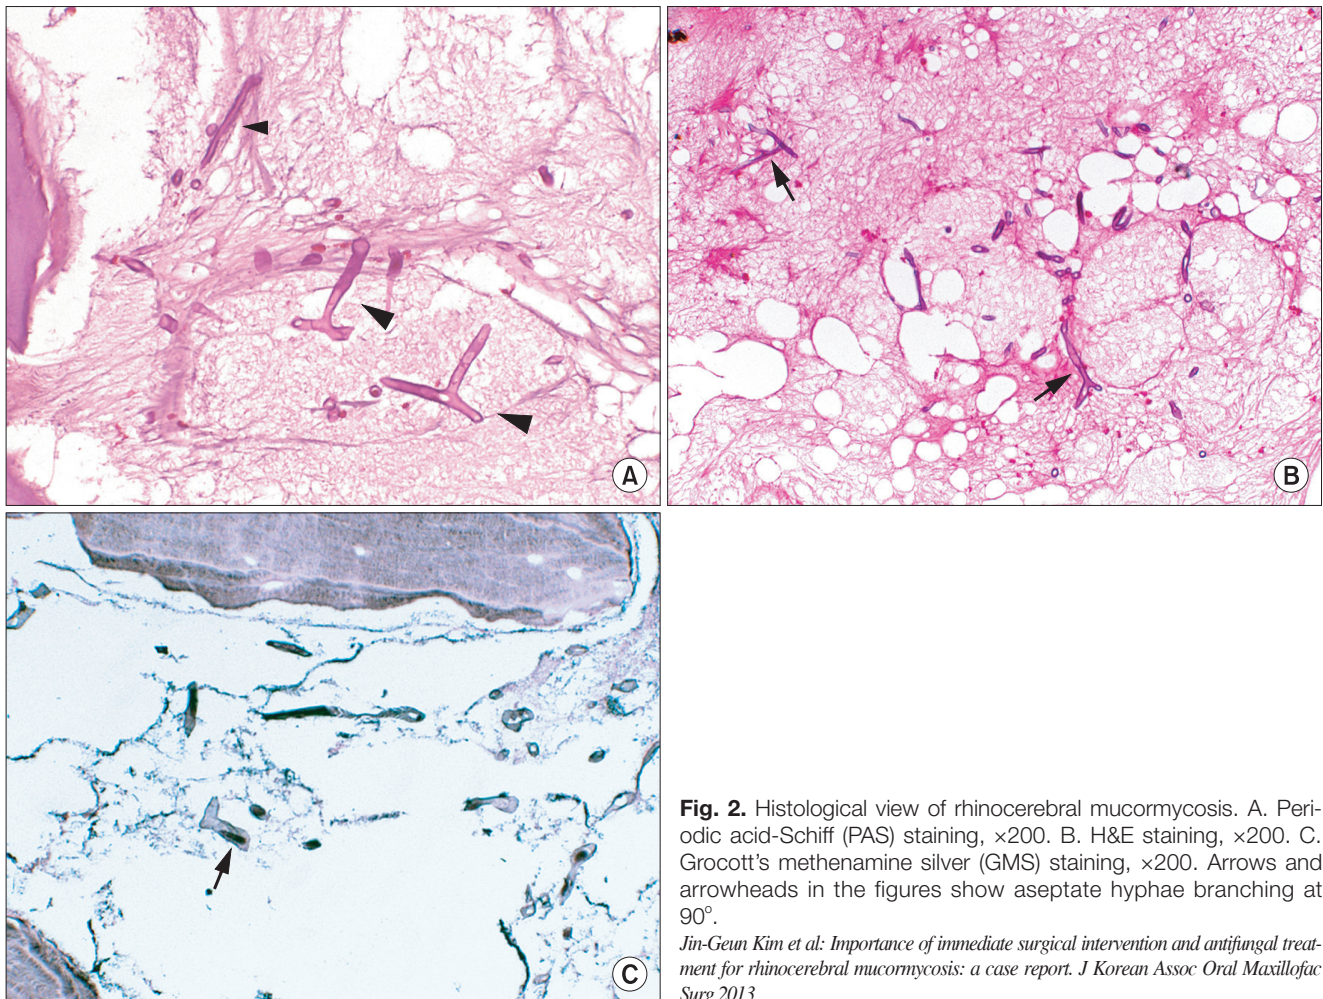 A
B
C
Fig. 2. Histological view of rhinocerebral mucormycosis. A. Peri-
odic acid-Schiff (PAS) staining, ×200. B. H&E staining, ×200. C.
Grocott's methenamine silver (GMS) staining, ×200. Arrows and
arrowheads in the figures show aseptate hyphae branching at
90°.
Jin-Geun Kim et al: Importance of immediate surgical intervention and antifungal treat-
ment for rhinocerebral mucormycosis: a case report. J Korean Assoc Oral Maxillofac
Surg 2013